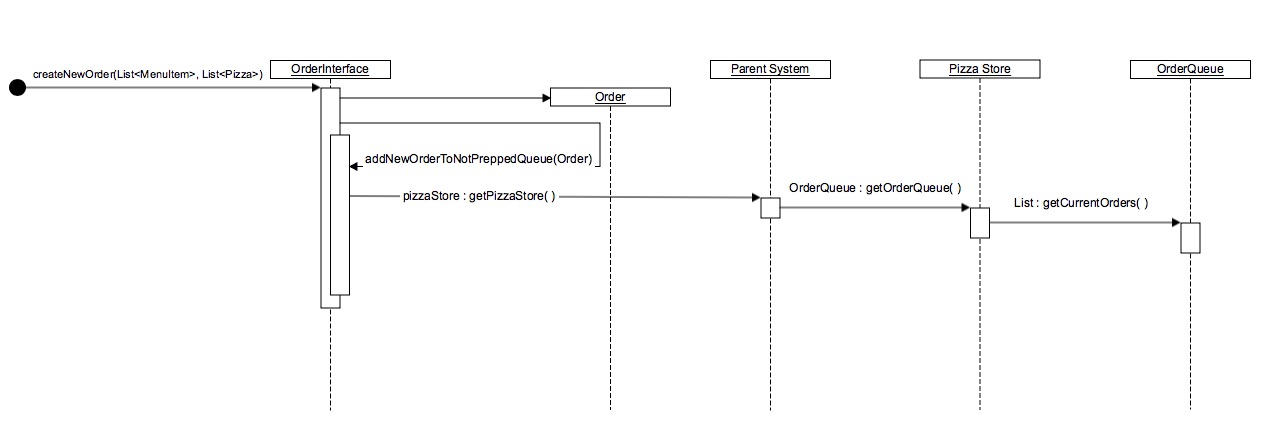 createNewOrder(List<MenuItem>, List<Pizza>)
OrderInterface
Order
Parent System
Pizza Store
OrderQueue
addNewOrderToNotPreppedQueue(Order)
pizzaStore : getPizzaStore( )
OrderQueue : getOrderQueue( )
List : getCurrentOrders( )